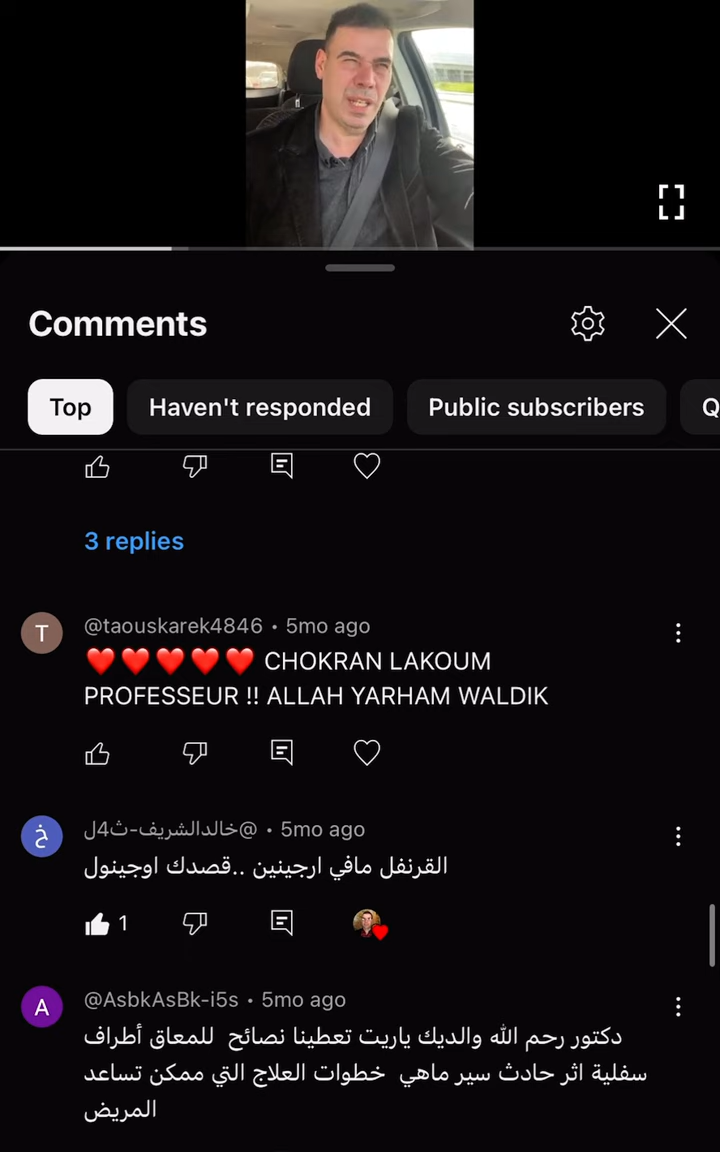 Comments
Top
Haven't responded
Public subscribers
Q
3 replies
@taouskarek4846 • 5mo ago
❤️❤️❤️❤️❤️ CHOKRAN LAKOUM
PROFESSEUR !! ALLAH YARHAM WALDIK
@خالدالشريف-ث4ل • 5mo ago
القرنفل مافي ارجينين ..قصدك اوجينول
1
@AsbkAsBk-i5s • 5mo ago
دكتور رحم الله والديك ياريت تعطينا نصائح  للمعاق أطراف
سفلية اثر حادث سير ماهي  خطوات العلاج التي ممكن تساعد
المريض
T
خ
A